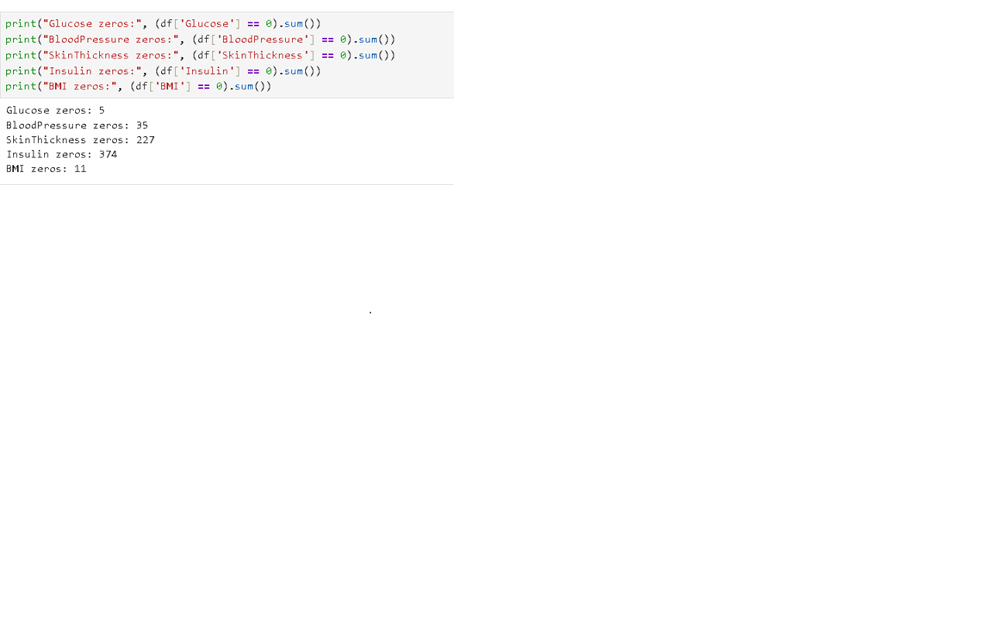 print("Glucose zeros:", (df['Glucose'] == 0).sum())
print("BloodPressure zeros:", (df['BloodPressure'] == 0).sum())
print("SkinThickness zeros:", (df['SkinThickness'] == 0).sum())
print("Insulin zeros:", (df['Insulin'] == 0).sum())
print("BMI zeros:", (df['BMI'] == 0).sum())
Glucose zeros: 5
BloodPressure zeros: 35
SkinThickness zeros: 227
Insulin zeros: 374
BMI zeros: 11
.